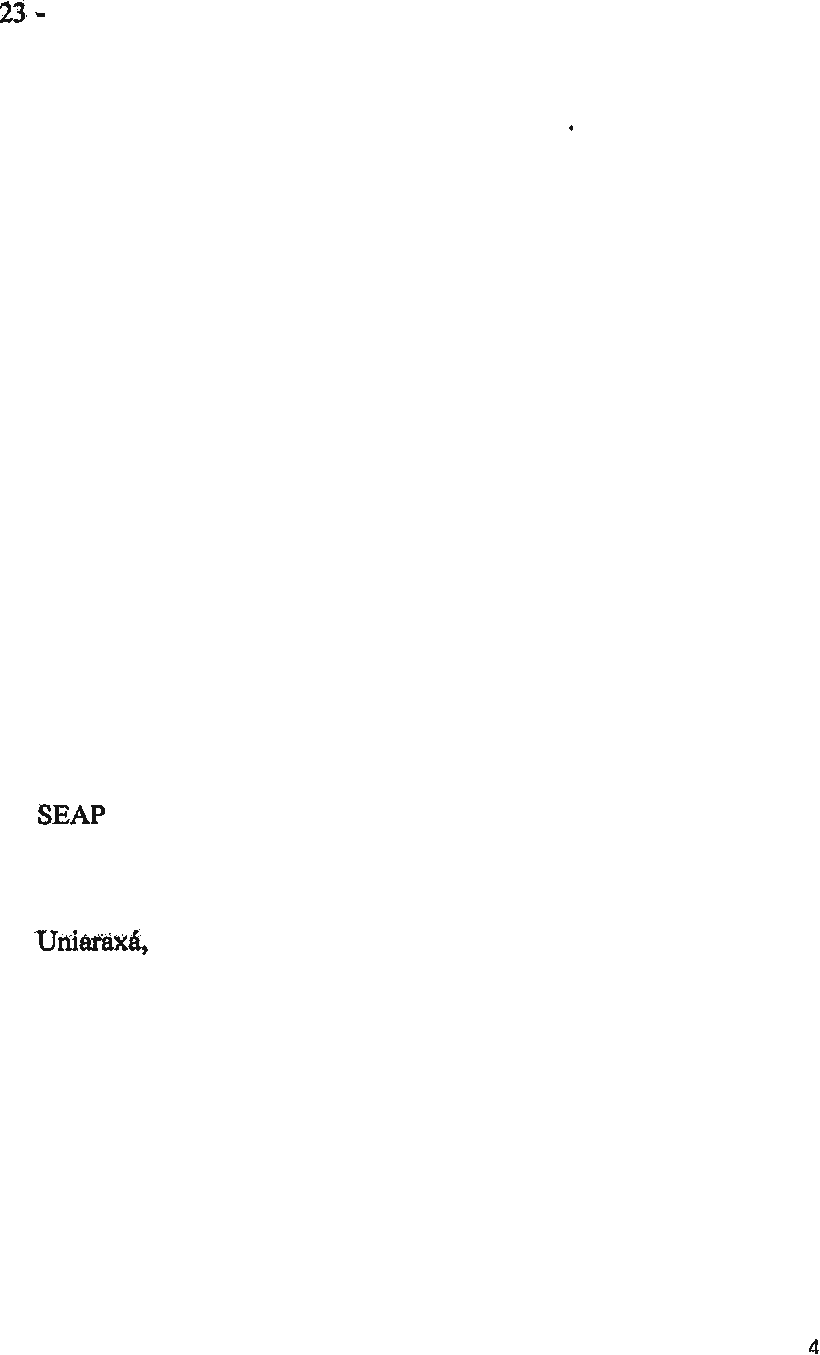 23 -
SEAP
Uniaraxá,
4